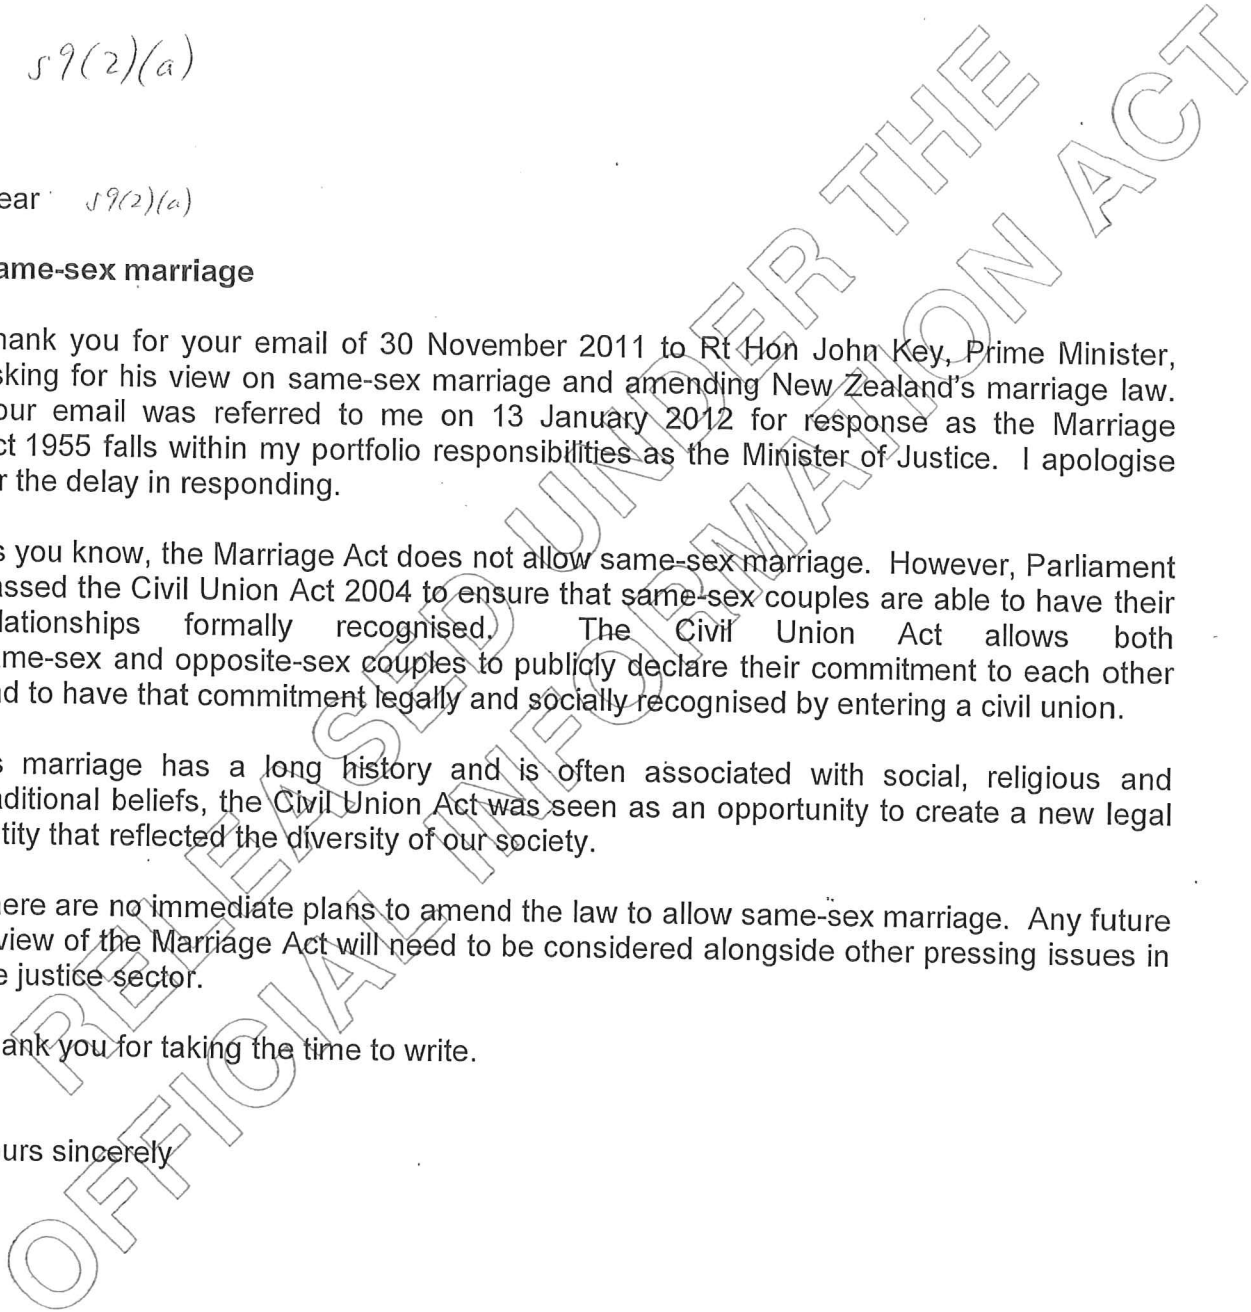 s9(2)(a)
ear s9(2)(a)
ame-sex marriage
hank you for your email of 30 November 2011 to Rt Hon John Key, Prime Minister,
sking for his view on same-sex marriage and amending New Zealand's marriage law.
our email was referred to me on 13 January 2012 for response as the Marriage
ct 1955 falls within my portfolio responsibilities as the Minister of Justice. I apologise
r the delay in responding.
s you know, the Marriage Act does not allow same-sex marriage. However, Parliament
assed the Civil Union Act 2004 to ensure that same-sex couples are able to have their
lationships formally recognised. The Civil Union Act allows both
me-sex and opposite-sex couples to publicly declare their commitment to each other
nd to have that commitment legally and socially recognised by entering a civil union.
s marriage has a long history and is often associated with social, religious and
aditional beliefs, the Civil Union Act was seen as an opportunity to create a new legal
tity that reflected the diversity of our society.
ere are no immediate plans to amend the law to allow same-sex marriage. Any future
view of the Marriage Act will need to be considered alongside other pressing issues in
e justice sector.
ank you for taking the time to write.
urs sincerely
RELEASED UNDER THE
OFFICIAL INFORMATION ACT